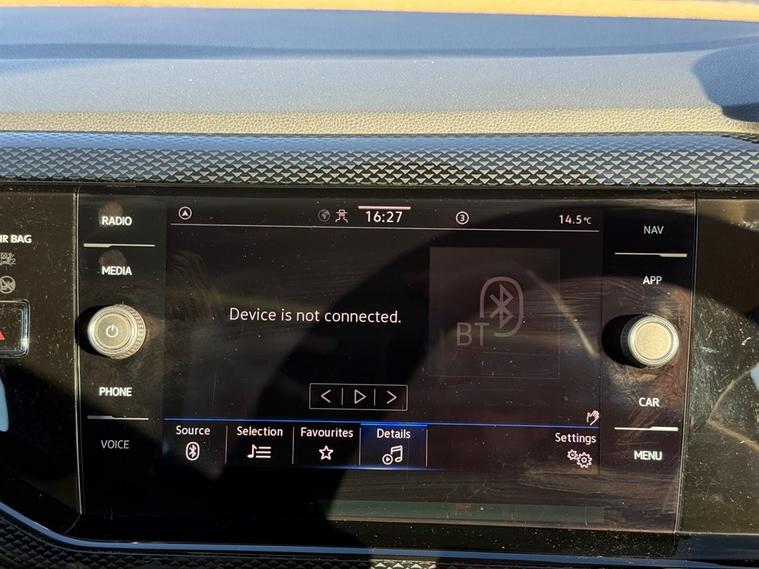 RADIO
16:27
3
14.5°C
NAV
BAG
MEDIA
APP
Device is not connected.
BT
PHONE
CAR
Source
Selection
Favourites
Details
Settings
VOICE
MENU